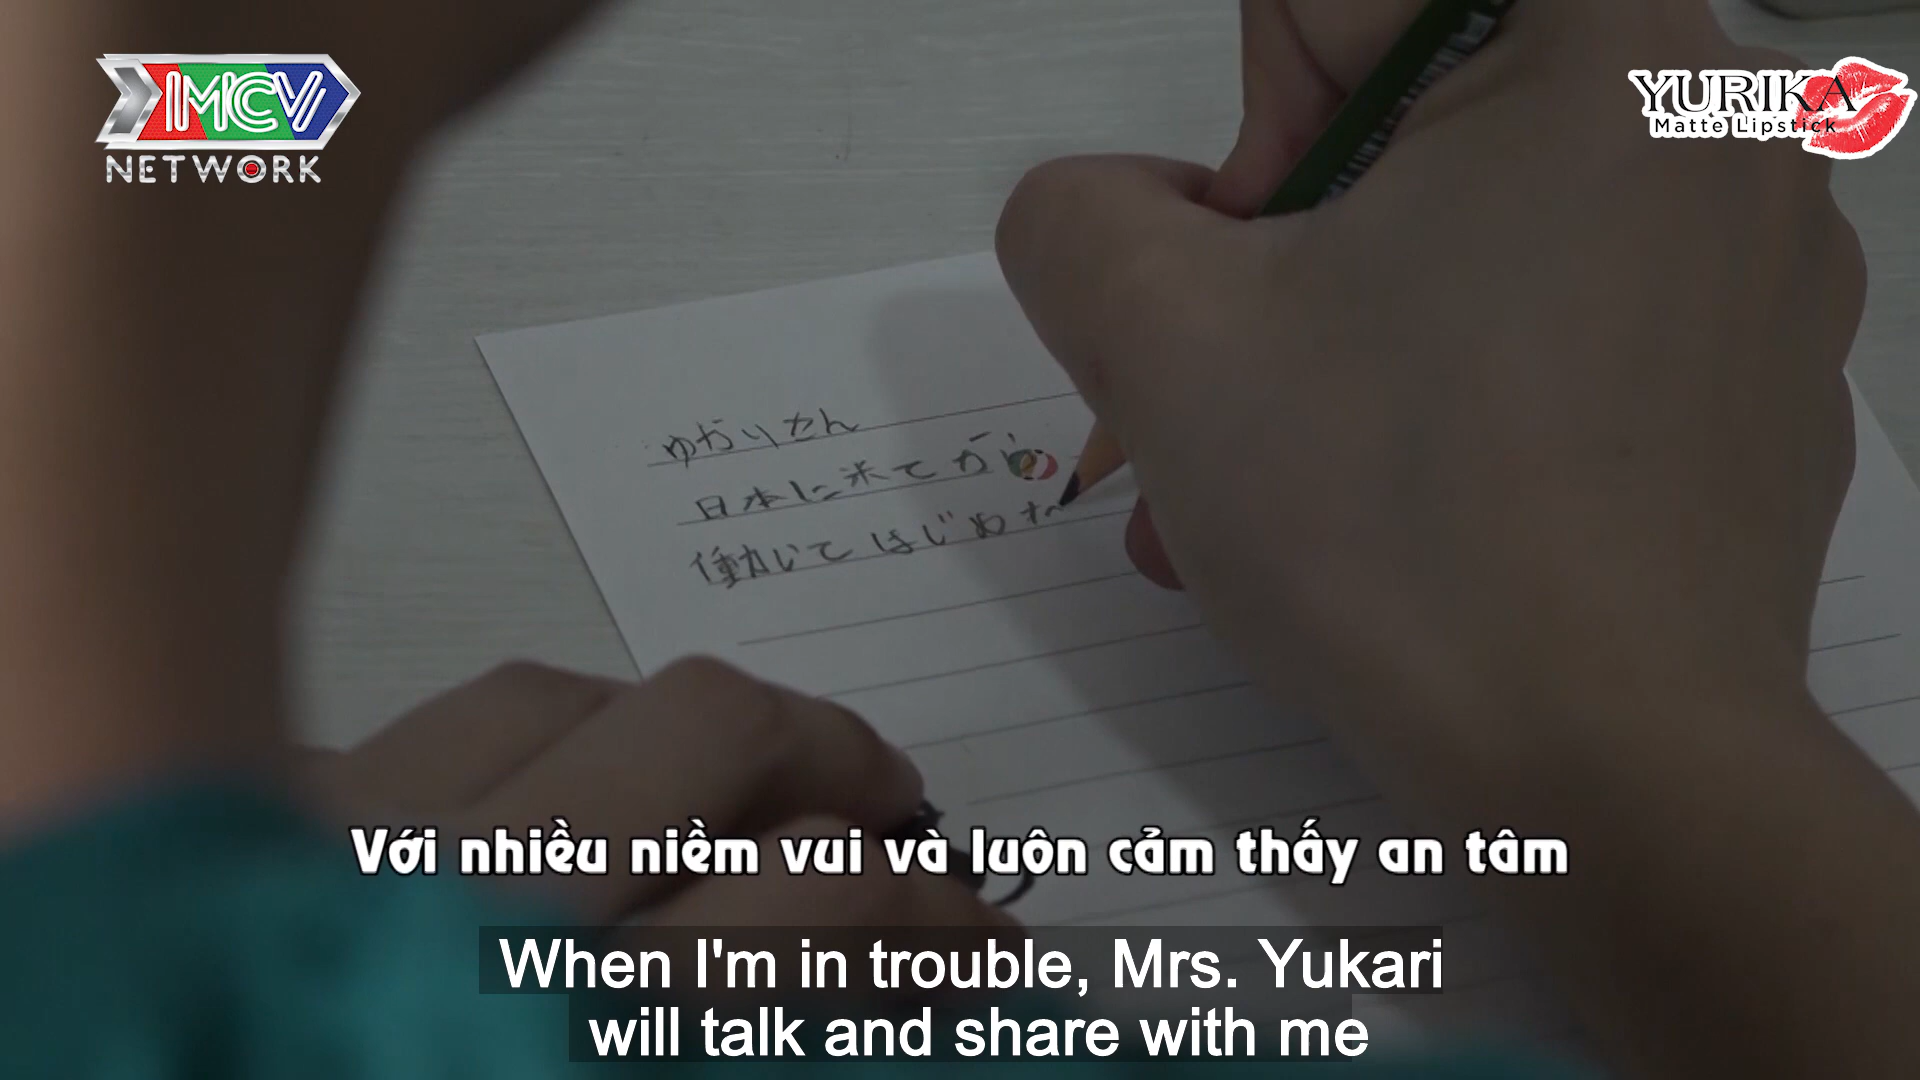 MCV
NETWORK
YURIKA
Matte Lipstick
ゆかりさん
日本に来てから
働いてはじめた
Với nhiều niềm vui và luôn cảm thấy an tâm
When I'm in trouble, Mrs. Yukari
will talk and share with me